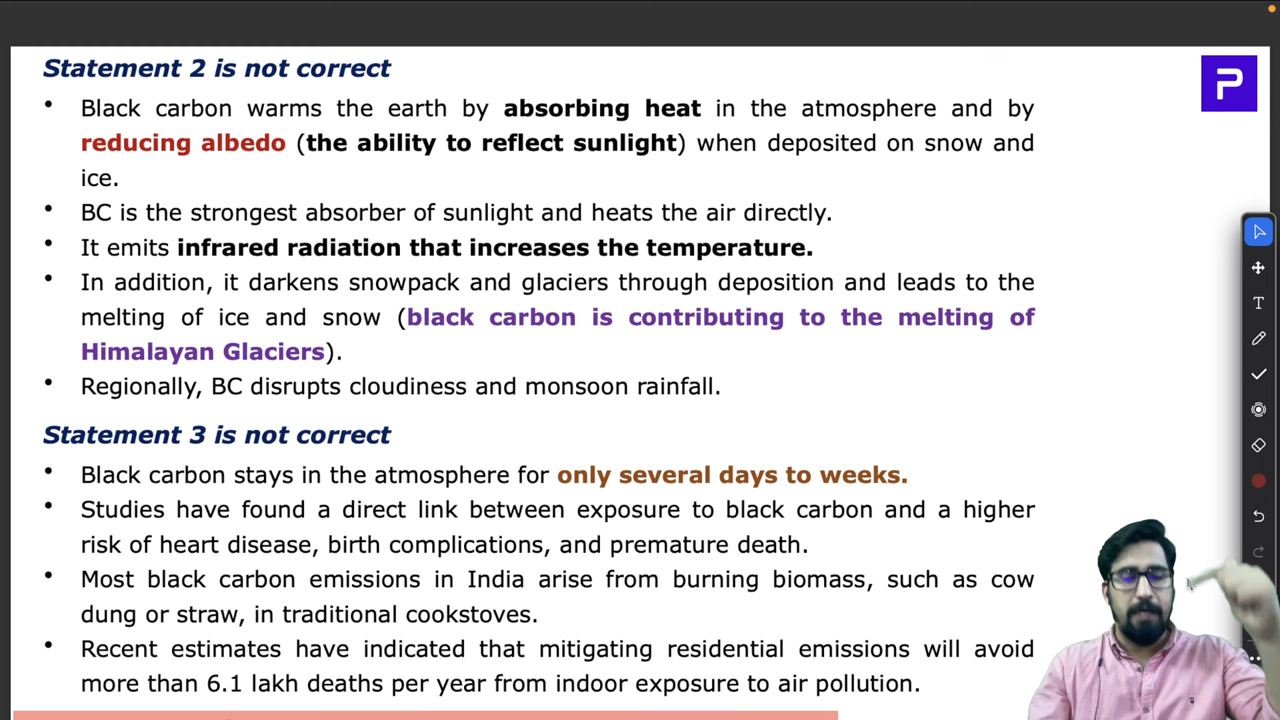 Statement 2 is not correct
• Black carbon warms the earth by absorbing heat in the atmosphere and by
reducing albedo (the ability to reflect sunlight) when deposited on snow and
ice.
• BC is the strongest absorber of sunlight and heats the air directly.
• It emits infrared radiation that increases the temperature.
• In addition, it darkens snowpack and glaciers through deposition and leads to the
melting of ice and snow (black carbon is contributing to the melting of
Himalayan Glaciers).
• Regionally, BC disrupts cloudiness and monsoon rainfall.
Statement 3 is not correct
• Black carbon stays in the atmosphere for only several days to weeks.
• Studies have found a direct link between exposure to black carbon and a higher
risk of heart disease, birth complications, and premature death.
• Most black carbon emissions in India arise from burning biomass, such as cow
dung or straw, in traditional cookstoves.
• Recent estimates have indicated that mitigating residential emissions will avoid
more than 6.1 lakh deaths per year from indoor exposure to air pollution.
P
T